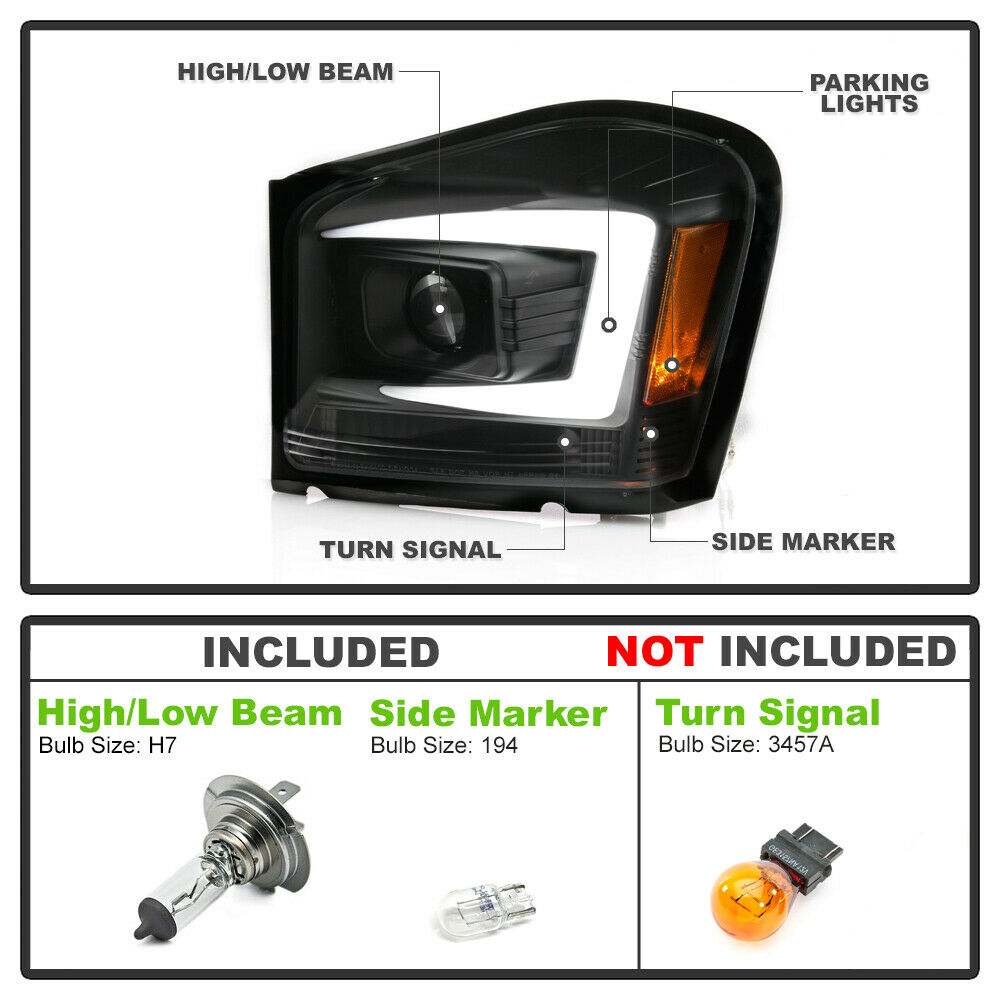 HIGH/LOW BEAM
PARKING
LIGHTS
TURN SIGNAL
SIDE MARKER
INCLUDED
NOT INCLUDED
High/Low Beam
Bulb Size: H7
Side Marker
Bulb Size: 194
Turn Signal
Bulb Size: 3457A